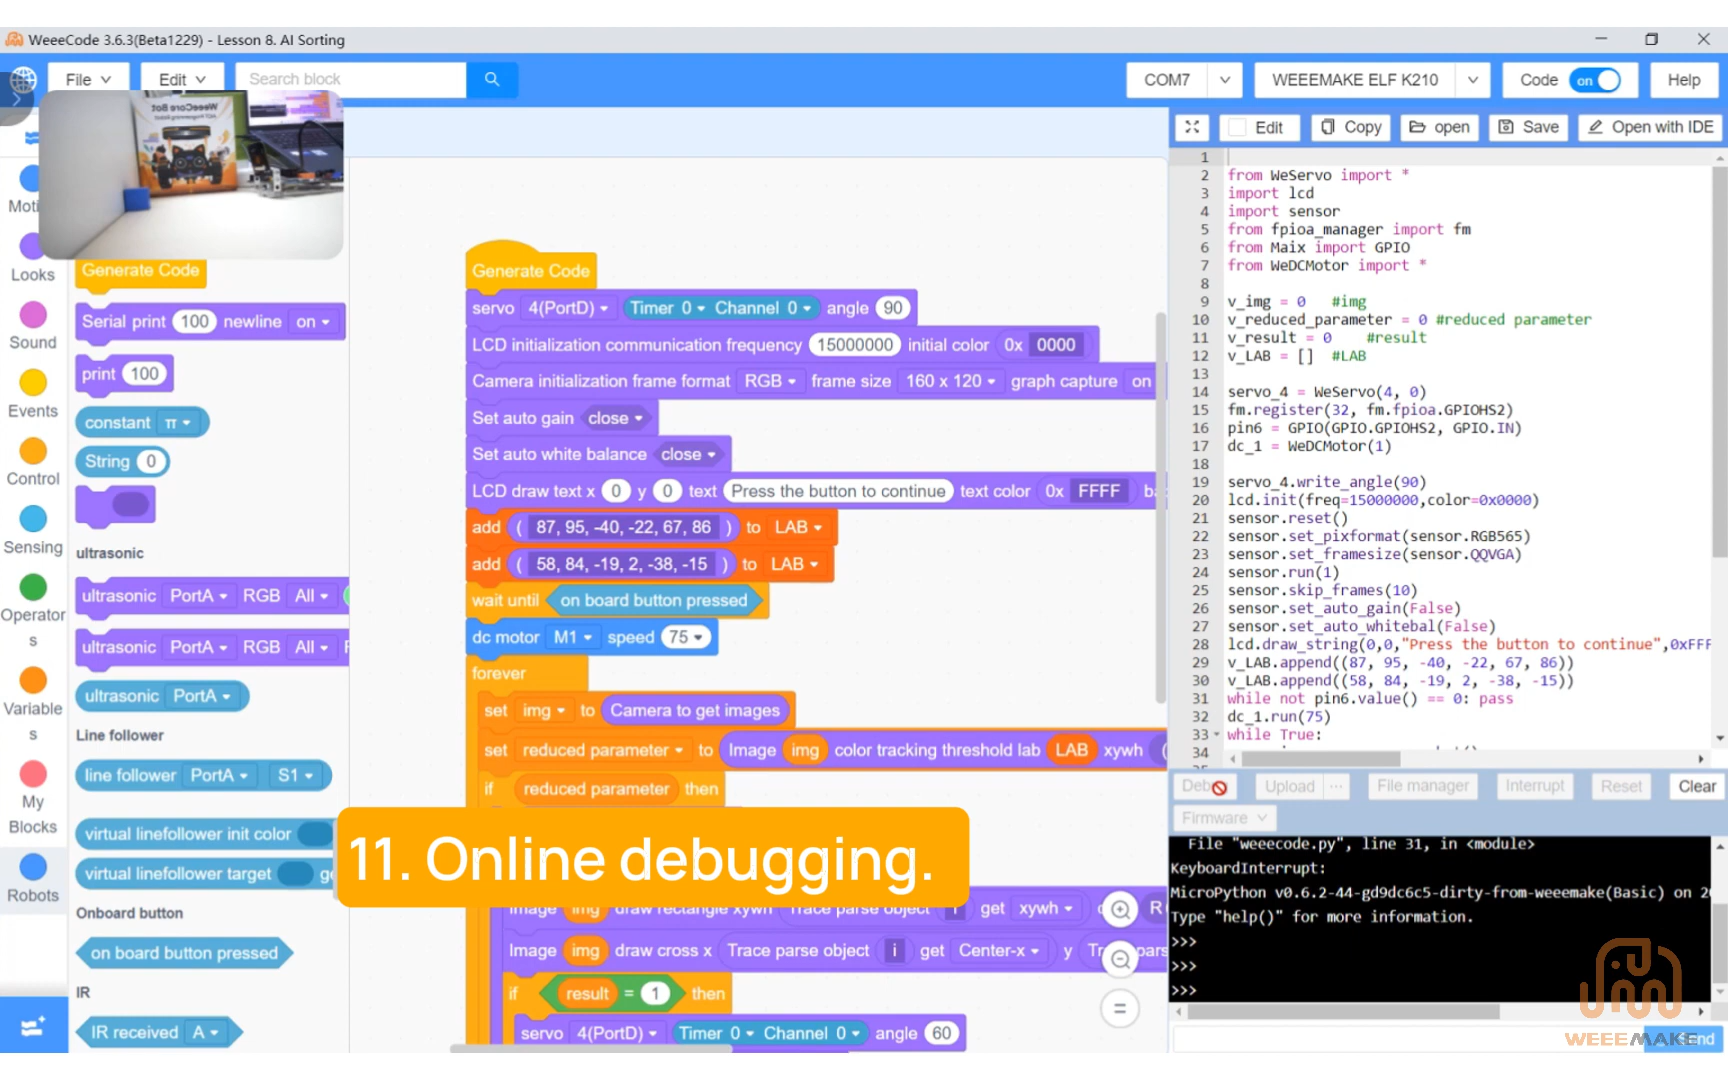 WeeeCode 3.6.3(Beta1229) - Lesson 8. AI Sorting
File
Edit
Search block
COM7
WEEEMAKE ELF K210
Code on
Help
Edit
Copy
open
Save
Open with IDE
WeeeCore Bot
Moti
Looks
Sound
Events
Control
Sensing
Operator
s
Variable
s
My
Blocks
Robots
Generate Code
Serial print 100 newline on
print 100
constant π
String 0
ultrasonic
ultrasonic PortA RGB All
ultrasonic PortA RGB All
ultrasonic PortA
Line follower
line follower PortA S1
virtual linefollower init color
virtual linefollower target
Onboard button
on board button pressed
IR
IR received A
Generate Code
servo 4(PortD) Timer 0 Channel 0 angle 90
LCD initialization communication frequency 15000000 initial color 0x 0000
Camera initialization frame format RGB frame size 160 x 120 graph capture on
Set auto gain close
Set auto white balance close
LCD draw text x 0 y 0 text Press the button to continue text color 0x FFFF
add ( 87, 95, -40, -22, 67, 86 ) to LAB
add ( 58, 84, -19, 2, -38, -15 ) to LAB
wait until on board button pressed
dc motor M1 speed 75
forever
set img to Camera to get images
set reduced parameter to Image img color tracking threshold lab LAB xywh (
if reduced parameter then
11. Online debugging.
Image img draw rectangle xywh Trace parse object i get xywh
Image img draw cross x Trace parse object i get Center-x y
if result = 1 then
servo 4(PortD) Timer 0 Channel 0 angle 60
1
2 from WeServo import *
3 import lcd
4 import sensor
5 from fpioa_manager import fm
6 from Maix import GPIO
7 from WeDCMotor import *
8
9 v_img = 0 #img
10 v_reduced_parameter = 0 #reduced parameter
11 v_result = 0 #result
12 v_LAB = [] #LAB
13
14 servo_4 = WeServo(4, 0)
15 fm.register(32, fm.fpioa.GPIOHS2)
16 pin6 = GPIO(GPIO.GPIOHS2, GPIO.IN)
17 dc_1 = WeDCMotor(1)
18
19 servo_4.write_angle(90)
20 lcd.init(freq=15000000,color=0x0000)
21 sensor.reset()
22 sensor.set_pixformat(sensor.RGB565)
23 sensor.set_framesize(sensor.QQVGA)
24 sensor.run(1)
25 sensor.skip_frames(10)
26 sensor.set_auto_gain(False)
27 sensor.set_auto_whitebal(False)
28 lcd.draw_string(0,0,"Press the button to continue",0xFFF
29 v_LAB.append((87, 95, -40, -22, 67, 86))
30 v_LAB.append((58, 84, -19, 2, -38, -15))
31 while not pin6.value() == 0: pass
32 dc_1.run(75)
33 while True:
34
Upload ...
File manager
Interrupt
Reset
Clear
Firmware
File "weeecode.py", line 31, in <module>
KeyboardInterrupt:
MicroPython v0.6.2-44-gd9dc6c5-dirty-from-weeemake(Basic) on 2
Type "help()" for more information.
>>>
>>>
>>>
WEEEMAKE